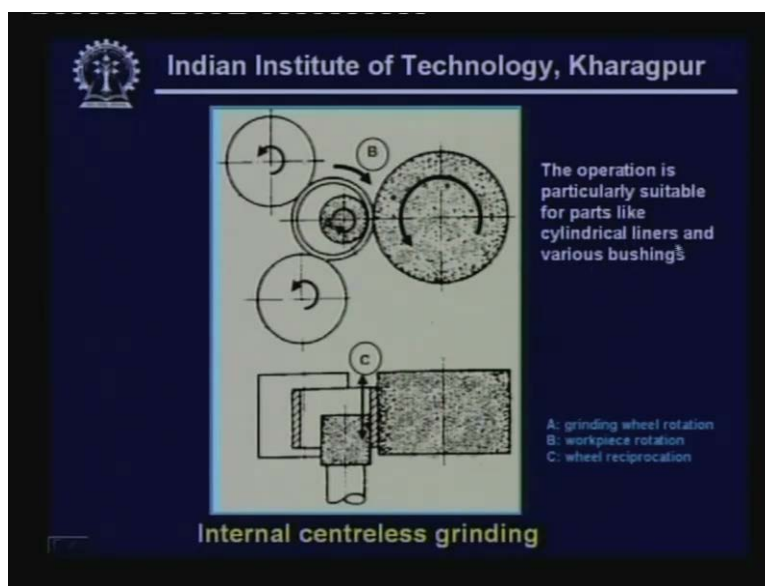 Indian Institute of Technology, Kharagpur
B
The operation is
particularly suitable
for parts like
cylindrical liners and
various bushings
C
A: grinding wheel rotation
B: workpiece rotation
C: wheel reciprocation
Internal centreless grinding